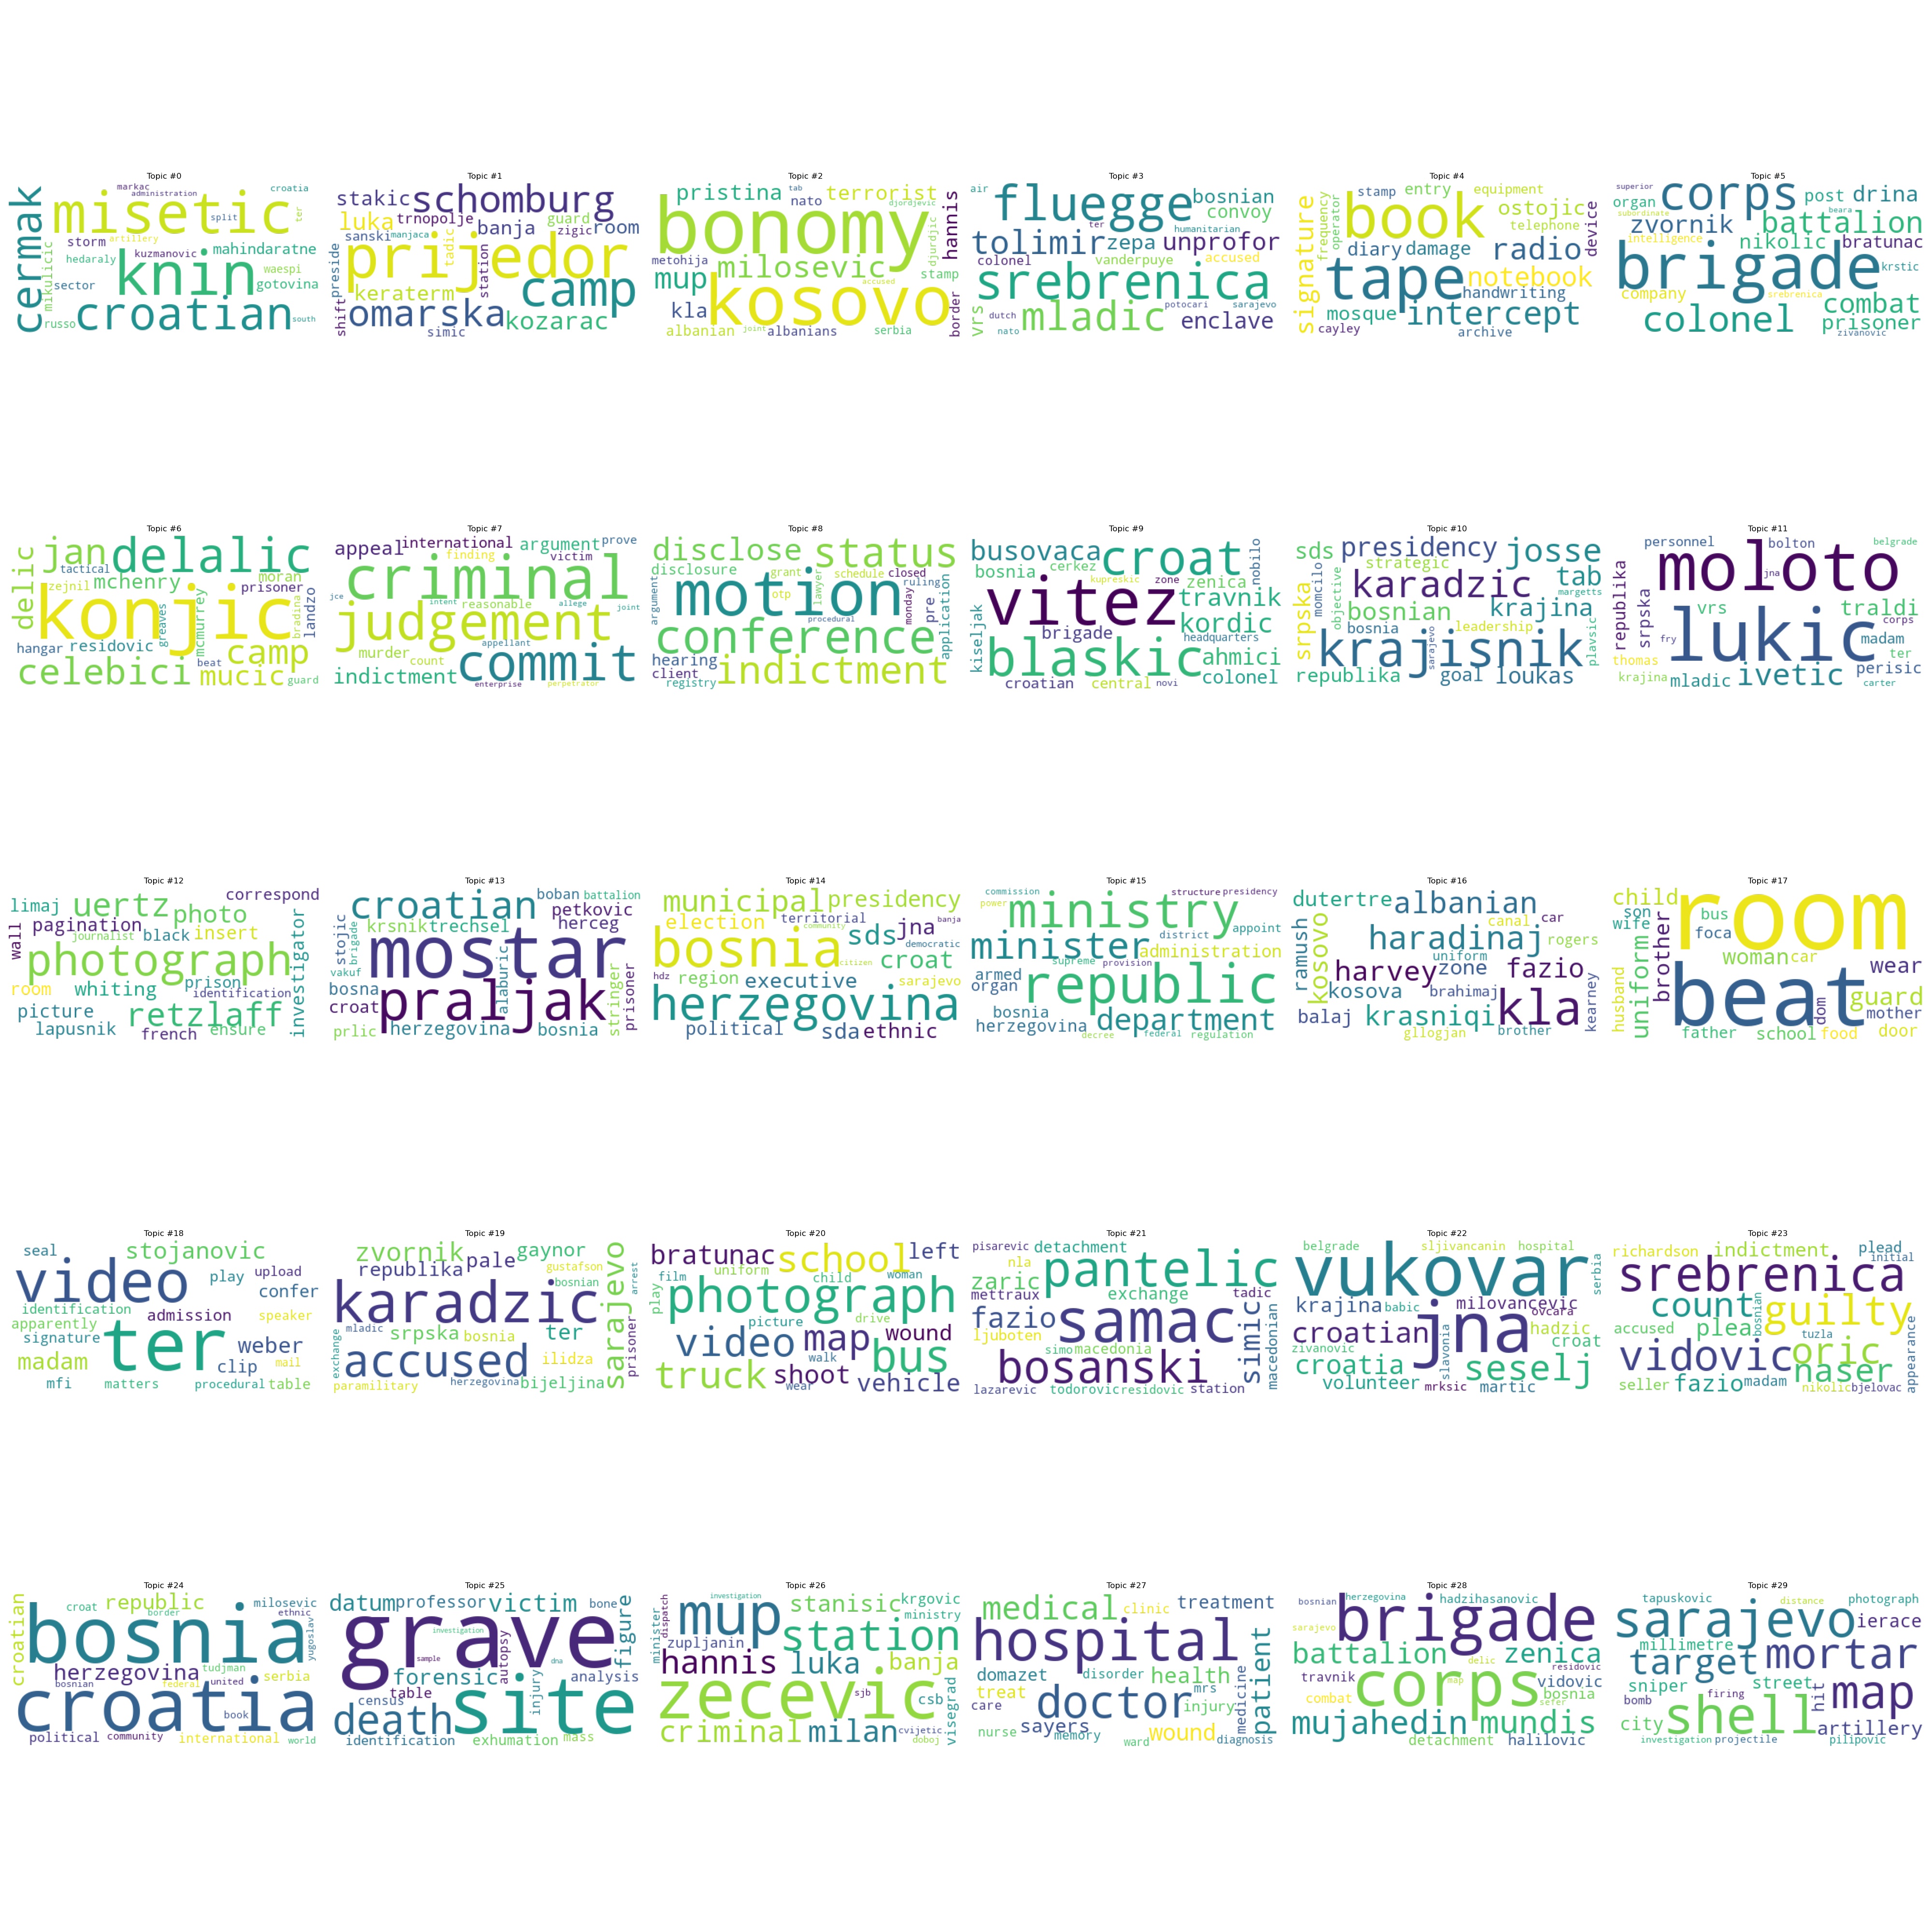 Topic #0
markac
administration
croatia
misetic
split
ter
cermak
storm
artillery
kuzmanovic
mahindaratne
hedaraly
knin
waespi
mikulicic
sector
gotovina
russo
croatian
south
Topic #1
stakic
schomburg
luka
trnopolje
guard
sanski
manjaca
banja
zigic
room
tadic
preside
prijedor
station
keraterm
camp
shift
omarska
kozarac
simic
Topic #2
pristina
tab
terrorist
nato
djordjevic
bonomy
hannis
djurdjic
metohija
milosevic
stamp
mup
accused
kla
kosovo
border
albanian
joint
albanians
serbia
Topic #3
air
fluegge
bosnian
convoy
ter
humanitarian
tolimir
zepa
unprofor
colonel
vanderpuye
accused
srebrenica
vrs
mladic
potocari
sarajevo
dutch
enclave
nato
Topic #4
stamp
entry
equipment
frequency
operator
book
ostojic
telephone
objective
device
signature
diary
damage
radio
tape
notebook
handwriting
mosque
intercept
cayley
archive
Topic #5
superior
corps
post
drina
organ
subordinate
zvornik
beara
battalion
intelligence
nikolic
bratunac
brigade
krstic
company
srebrenica
combat
colonel
prisoner
zivanovic
Topic #6
jan
delalic
delic
tactical
zejnil
mchenry
moran
prisoner
konjic
landzo
bradina
hangar
residovic
greaves
mcmurrey
beat
camp
celebici
mucic
guard
Topic #7
appeal
international
argument
prove
finding
victim
criminal
jce
intent
reasonable
allege
joint
judgement
murder
count
appellant
indictment
commit
enterprise
perpetrator
Topic #8
disclose
status
disclosure
grant
schedule
closed
otp
lawyer
ruling
argument
motion
monday
pre
application
procedural
conference
hearing
client
indictment
registry
Topic #9
busovaca
croat
nobilo
bosnia
cerkez
kupreskic
zone
zenica
vitez
travnik
kiseljak
brigade
kordic
headquarters
blaskic
ahmici
colonel
croatian
central
novi
Topic #10
sds
presidency
josse
strategic
momcilo
karadzic
tab
margetts
objective
bosnian
krajina
srpska
bosnia
leadership
plavsic
krajisnik
sarajevo
republika
goal
loukas
Topic #11
personnel
bolton
belgrade
jna
moloto
republika
srpska
vrs
traldi
corps
lukic
fry
madam
ter
thomas
perisic
krajina
mladic
ivetic
carter
Topic #12
correspond
limaj
uertz
photo
pagination
wall
journalist
black
insert
investigator
photograph
prison
room
whiting
identification
picture
retzlaff
lapusnik
french
ensure
Topic #13
croatian
boban
battalion
petkovic
stojic
krsnik
trechsel
herceg
brigade
mostar
vakuf
alaburic
bosna
praljak
stringer
prisoner
croat
prlic
herzegovina
bosnia
Topic #14
municipal
presidency
election
territorial
jna
banja
community
sds
democratic
bosnia
citizen
croat
hdz
region
executive
sarajevo
herzegovina
political
sda
ethnic
Topic #15
commission
structure
presidency
power
ministry
district
appoint
minister
administration
supreme
provision
armed
organ
republic
bosnia
department
herzegovina
federal
regulation
decree
Topic #16
dutertre
albanian
canal
car
ramush
kosovo
haradinaj
rogers
uniform
harvey
zone
fazio
kosova
brahimaj
kearney
balaj
krasniqi
kla
gllogjan
brother
Topic #17
child
room
son
bus
wife
foca
brother
woman
car
wear
uniform
beat
guard
husband
dom
mother
father
school
food
door
Topic #18
seal
stojanovic
video
play
upload
confer
identification
admission
speaker
apparently
signature
ter
weber
madam
clip
mail
mfi
matters
procedural
table
Topic #19
zvornik
pale
gaynor
republika
gustafson
bosnian
arrest
karadzic
sarajevo
mladic
srpska
bosnia
ter
exchange
accused
ilidza
prisoner
paramilitary
herzegovina
bijeljina
Topic #20
bratunac
school
left
uniform
film
child
woman
play
photograph
picture
drive
video
map
wound
walk
bus
truck
shoot
wear
vehicle
Topic #21
pisarevic
detachment
nla
pantelic
zaric
exchange
tadic
mettraux
fazio
samac
simic
macedonian
ljuboten
simo
macedonia
bosanski
lazarevic
todorovic
residovic
station
Topic #22
belgrade
sljivancanin
hospital
vukovar
serbia
krajina
babic
milovancevic
ovcara
croatian
jna
hadzic
zivanovic
slavonia
croat
croatia
seselj
volunteer
mrksic
martic
Topic #23
richardson
indictment
plead
initial
srebrenica
count
guilty
accused
plea
bosnian
tuzla
appearance
vidovic
oric
naser
seller
fazio
madam
nikolic
bjelovac
Topic #24
croatian
republic
croat
border
milosevic
ethnic
bosnia
yugoslav
herzegovina
tudjman
serbia
bosnian
federal
united
croatia
book
political
community
international
world
Topic #25
datum
professor
victim
bone
investigation
grave
figure
sample
autopsy
dna
forensic
injury
analysis
census
table
death
site
identification
exhumation
mass
Topic #26
investigation
minister
dispatch
mup
stanisic
krgovic
ministry
zupljanin
station
hannis
luka
banja
sjb
zecevic
csb
visegrad
criminal
milan
cvijetic
doboj
Topic #27
medical
clinic
treatment
hospital
domazet
disorder
health
medicine
patient
treat
mrs
care
doctor
injury
nurse
sayers
memory
ward
wound
diagnosis
Topic #28
bosnian
herzegovina
hadzihasanovic
brigade
sarajevo
battalion
zenica
delic
residovic
travnik
map
vidovic
combat
corps
bosnia
sefer
mujahedin
mundis
detachment
halilovic
Topic #29
tapuskovic
distance
photograph
sarajevo
ierace
millimetre
mortar
target
sniper
street
bomb
firing
hit
map
city
shell
artillery
investigation
projectile
pilipovic